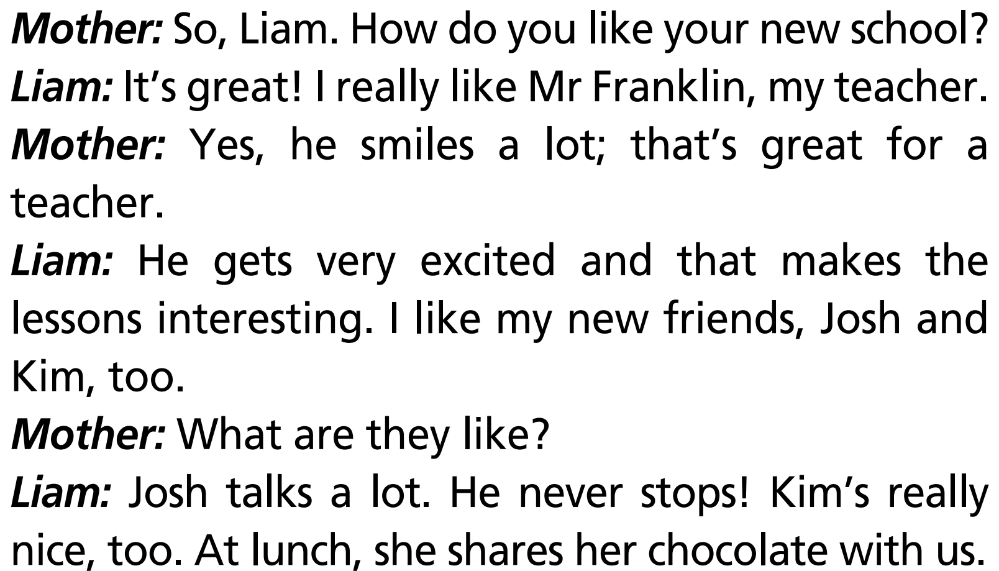 Mother: So, Liam. How do you like your new school?
Liam: It’s great! I really like Mr Franklin, my teacher.
Mother: Yes, he smiles a lot; that’s great for a
teacher.
Liam: He gets very excited and that makes the
lessons interesting. I like my new friends, Josh and
Kim, too.
Mother: What are they like?
Liam: Josh talks a lot. He never stops! Kim’s really
nice, too. At lunch, she shares her chocolate with us.